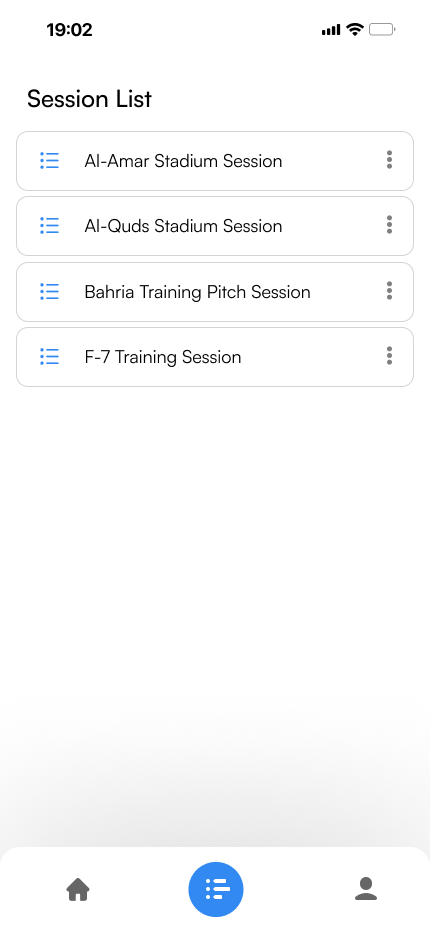 19:02
Session List
Al-Amar Stadium Session
Al-Quds Stadium Session
Bahria Training Pitch Session
F-7 Training Session